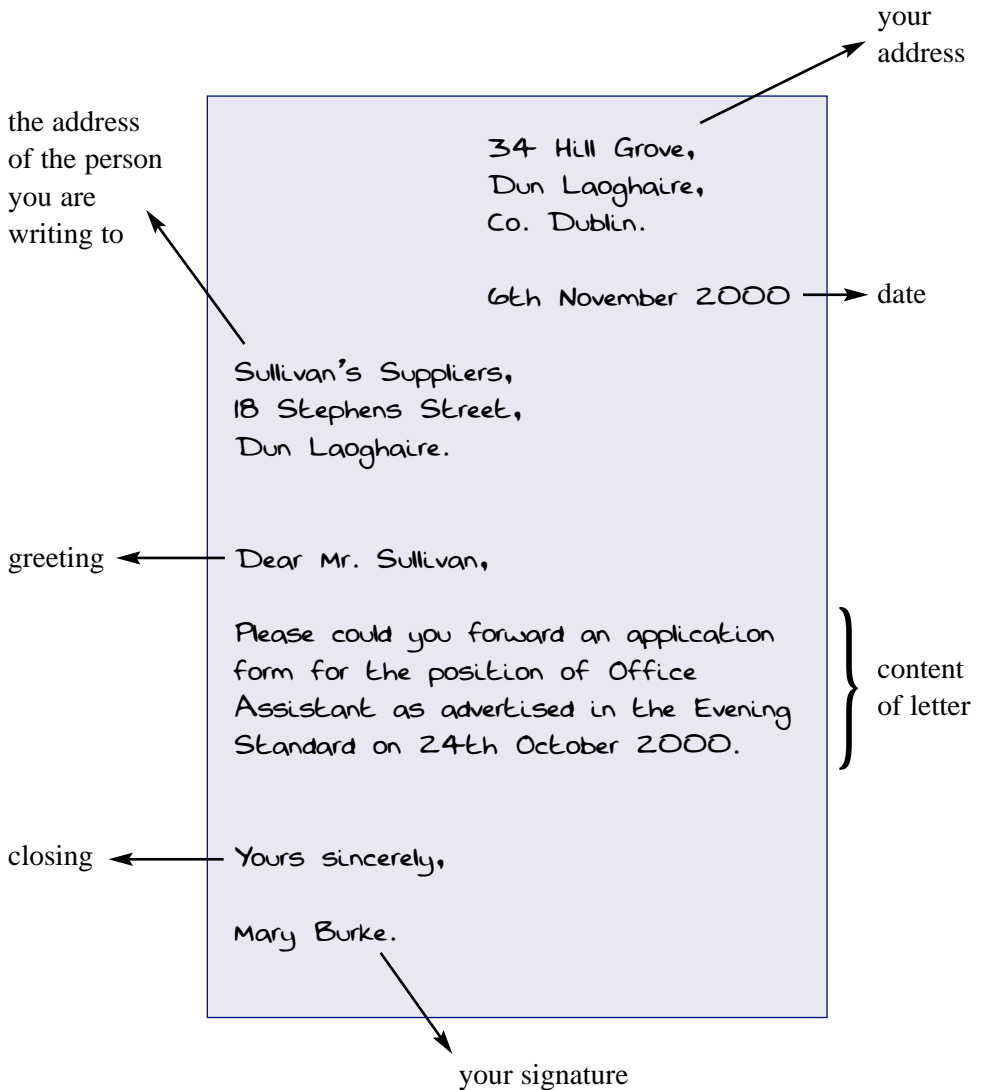 your
address
the address
of the person
you are
writing to
34 Hill Grove,
Dun Laoghaire,
Co. Dublin.
6th November 2000
date
Sullivan's Suppliers,
18 Stephens Street,
Dun Laoghaire.
greeting
Dear Mr. Sullivan,
Please could you forward an application
form for the position of Office
Assistant as advertised in the Evening
Standard on 24th October 2000.
content
of letter
closing
Yours sincerely,
Mary Burke.
your signature